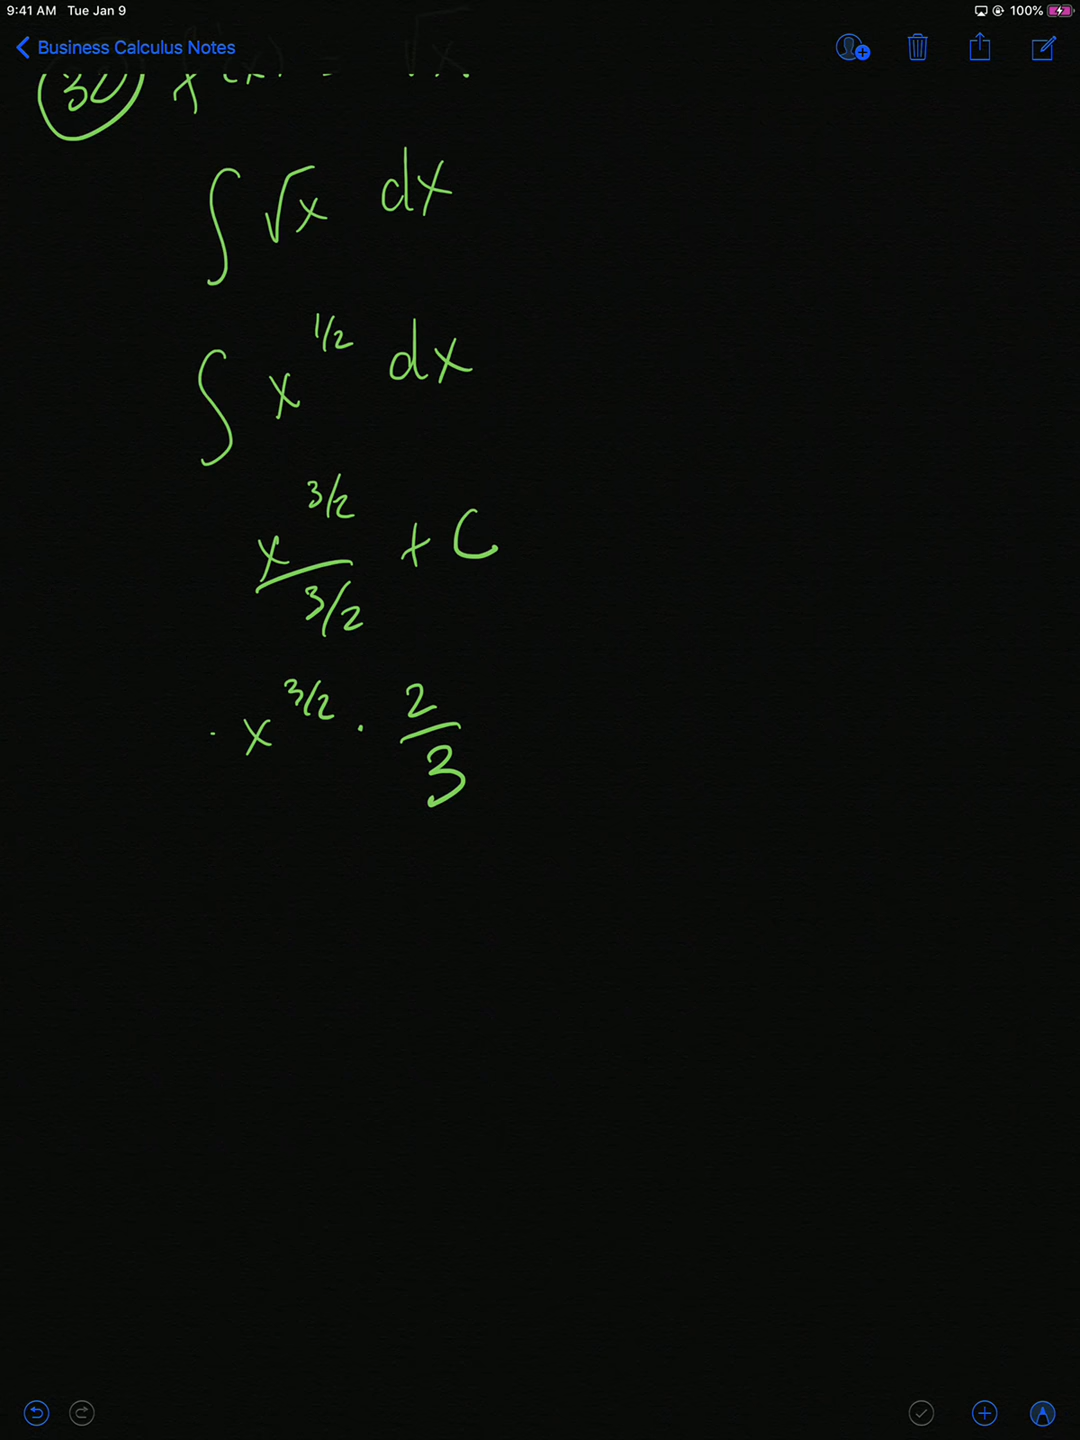 9:41 AM Tue Jan 9
100%
Business Calculus Notes
30 f'(x) = √x
∫ √x dx
∫ x^{1/2} dx
x^{3/2} / 3/2 + C
· x^{3/2} · 2/3